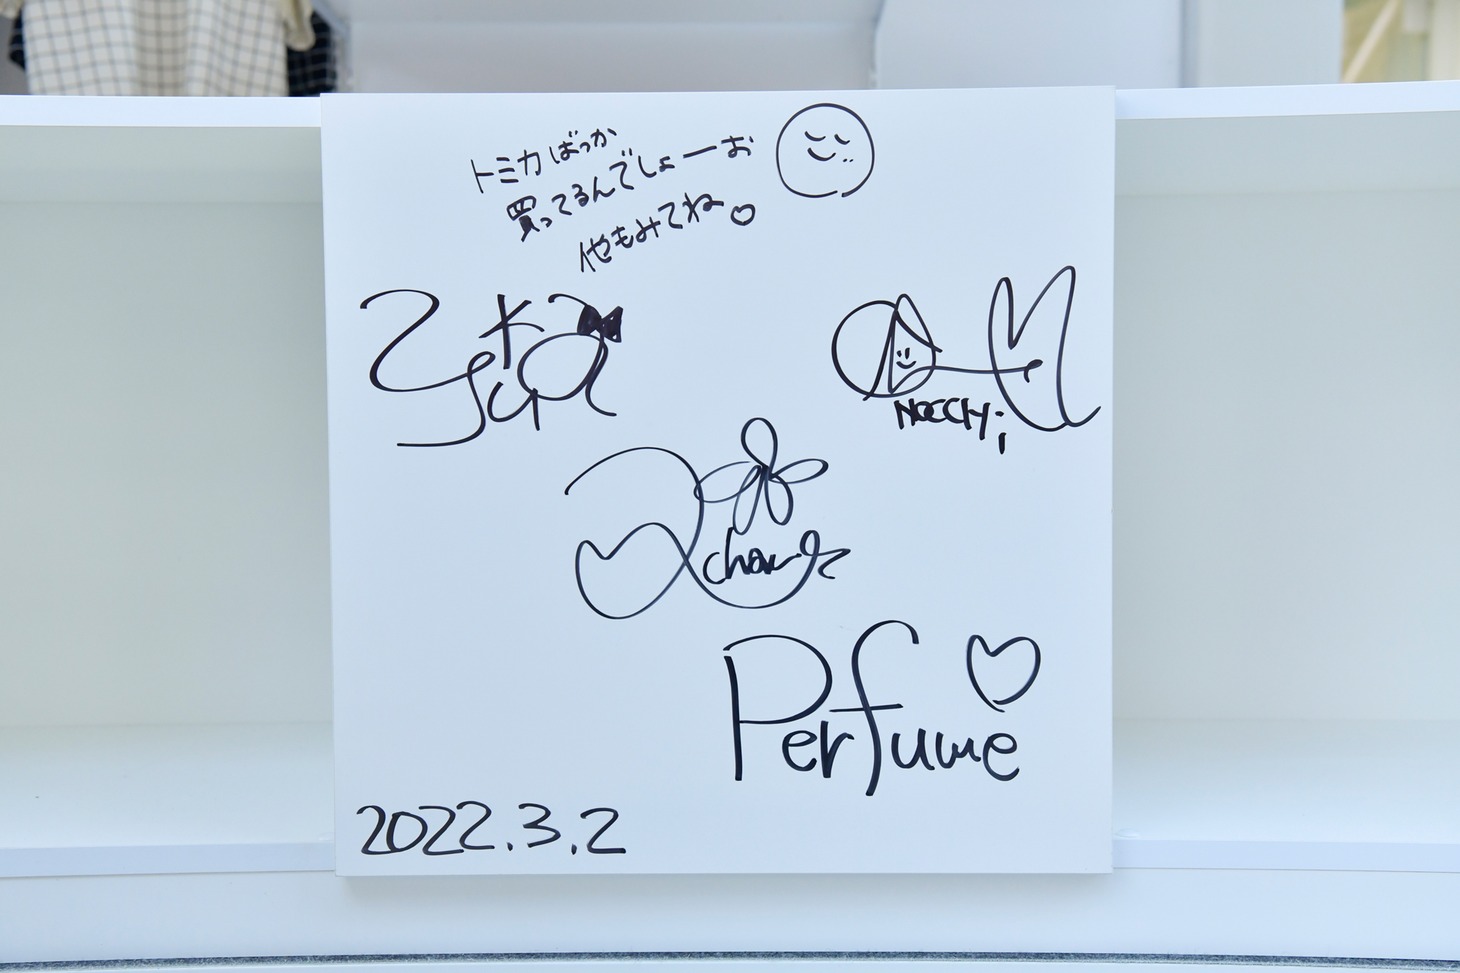 トミカばっか
買ってるんでしょーお
他もみてね♡
NOCCHi
chan
Perfume ♡
2022.3.2